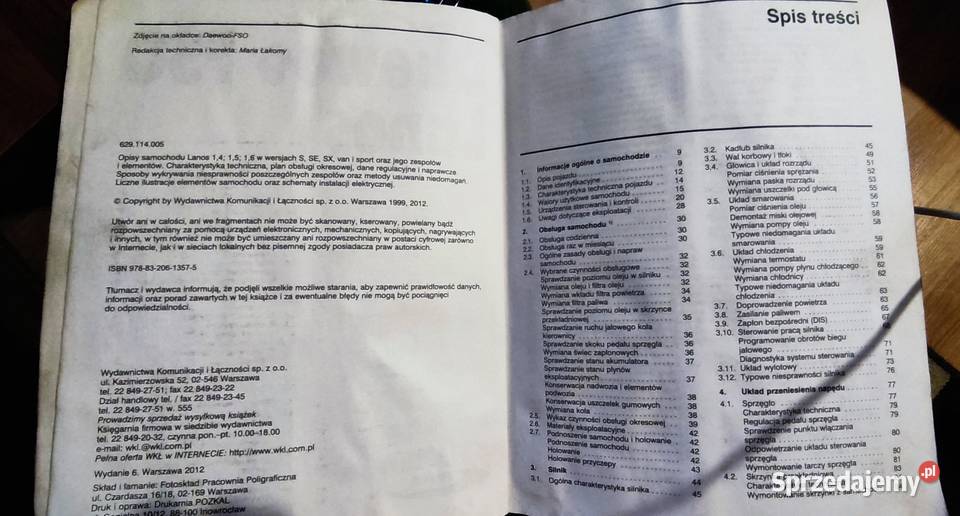 Zdjęcie na okładce: Daewoo-FSO
Redakcja techniczna i korekta: Maria Łakomy
629.114.005
Opisy samochodu Lanos 1,4; 1,5; 1,6 w wersjach S, SE, SX, van i sport oraz jego zespołów
i elementów. Charakterystyka techniczna, plan obsługi okresowej, dane regulacyjne i naprawcze.
Sposoby wykrywania niesprawności poszczególnych zespołów oraz metody usuwania niedomagań.
Liczne ilustracje elementów samochodu oraz schematy instalacji elektrycznej.
© Copyright by Wydawnictwa Komunikacji i Łączności sp. z o.o. Warszawa 1999, 2012.
Utwór ani w całości, ani we fragmentach nie może być skanowany, kserowany, powielany bądź
rozpowszechniany za pomocą urządzeń elektronicznych, mechanicznych, kopiujących, nagrywających
i innych, w tym również nie może być umieszczany ani rozpowszechniany w postaci cyfrowej zarówno
w Internecie, jak i w sieciach lokalnych bez pisemnej zgody posiadacza praw autorskich.
ISBN 978-83-206-1357-5
Tłumacz i wydawca informują, że podjęli wszelkie możliwe starania, aby zapewnić prawidłowość danych,
informacji oraz porad zawartych w tej książce i za ewentualne błędy nie mogą być pociągnięci
do odpowiedzialności.
Wydawnictwa Komunikacji i Łączności sp. z o.o.
ul. Kazimierzowska 52, 02-546 Warszawa
tel. 22 849-27-51; fax 22 849-23-22
Dział handlowy tel. / fax 22 849-23-45
tel. 22 849-27-51 w. 555
Prowadzimy sprzedaż wysyłkową książek
Księgarnia firmowa w siedzibie wydawnictwa
tel. 22 849-20-32, czynna pon.-pt. 10.00-18.00
e-mail: wkl.@wkl.com.pl
Pełna oferta WKŁ w INTERNECIE: http://www.wkl.com.pl
Wydanie 6. Warszawa 2012
Skład i łamanie: Fotoskład Pracownia Poligraficzna
ul. Czardasza 16/18, 02-169 Warszawa
Druk i oprawa: Drukarnia POZKAL
10/12, 88-100 Inowrocław
Spis treści
1. Informacje ogólne o samochodzie 9
1.1. Opis pojazdu 9
1.2. Dane identyfikacyjne 12
1.3. Charakterystyka techniczna pojazdu 14
1.4. Walory użytkowe samochodu 15
1.5. Urządzenia sterowania i kontroli 20
1.6. Uwagi dotyczące eksploatacji 28
2. Obsługa samochodu 30
2.1. Obsługa codzienna 30
2.2. Obsługa raz w miesiącu 30
2.3. Ogólne zasady obsługi i napraw
samochodu 32
2.4. Wybrane czynności obsługowe 32
Sprawdzanie poziomu oleju w silniku 32
Wymiana oleju i filtra oleju 32
Wymiana wkładu filtra powietrza 34
Wymiana filtra paliwa 34
Sprawdzanie poziomu oleju w skrzynce
przekładniowej 35
Sprawdzanie ruchu jałowego koła
kierownicy 36
Sprawdzanie skoku pedału sprzęgła 36
Wymiana świec zapłonowych 36
Sprawdzanie stanu akumulatora 37
Sprawdzanie stanu płynów
eksploatacyjnych 37
Konserwacja nadwozia i elementów
podwozia 38
Konserwacja uszczelek gumowych 38
Wymiana koła 38
2.5. Wykaz czynności obsługi okresowej 39
2.6. Materiały eksploatacyjne 42
2.7. Podnoszenie samochodu i holowanie 42
Podnoszenie samochodu 42
Holowanie 42
Holowanie przyczepy 43
3. Silnik 44
3.1. Ogólna charakterystyka silnika 45
3.2. Kadłub silnika 45
3.3. Wał korbowy i tłoki 49
3.4. Głowica i układ rozrządu 51
Pomiar ciśnienia sprężania 52
Wymiana paska rozrządu 53
Wymiana uszczelki pod głowicą 55
3.5. Układ smarowania 56
Pomiar ciśnienia oleju 57
Demontaż miski olejowej 58
Wymiana pompy oleju 58
Typowe niedomagania układu
smarowania 59
3.6. Układ chłodzenia 59
Wymiana termostatu 61
Wymiana pompy płynu chłodzącego 62
Wymiana chłodnicy 62
Typowe niedomagania układu
chłodzenia 63
3.7. Doprowadzenie powietrza 63
3.8. Zasilanie paliwem 65
3.9. Zapłon bezpośredni (DIS) 67
3.10. Sterowanie pracą silnika 68
Programowanie obrotów biegu
jałowego 71
Diagnostyka systemu sterowania 71
3.11. Układ wylotowy 73
3.12. Typowe niesprawności silnika 76
4. Układ przeniesienia napędu 77
4.1. Sprzęgło 77
Charakterystyka techniczna 79
Regulacja pedału sprzęgła 79
Sprawdzanie punktu włączania
sprzęgła 80
Odpowietrzanie układu sterowania
sprzęgła 80
Wymontowanie tarczy sprzęgła 81
4.2. 83
Wymontowanie skrzynki z
Sprzedajemy.pl